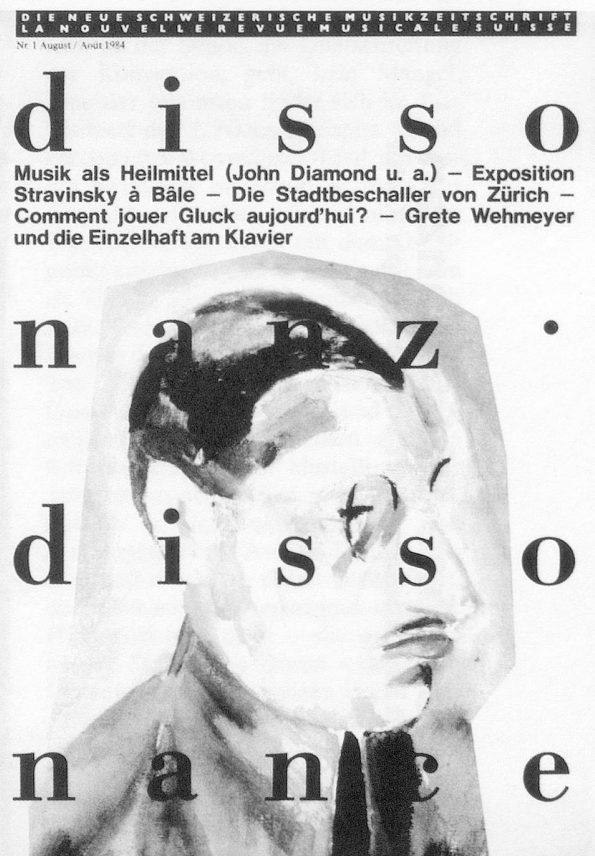 DIE NEUE SCHWEIZERISCHE MUSIKZEITSCHRIFT
LA NOUVELLE REVUE MUSICALE SUISSE
Nr. 1 August / Août 1984
disso
Musik als Heilmittel (John Diamond u. a.) – Exposition
Stravinsky à Bâle – Die Stadtbeschaller von Zürich –
Comment jouer Gluck aujourd'hui? – Grete Wehmeyer
und die Einzelhaft am Klavier
nanz ·
disso
nance